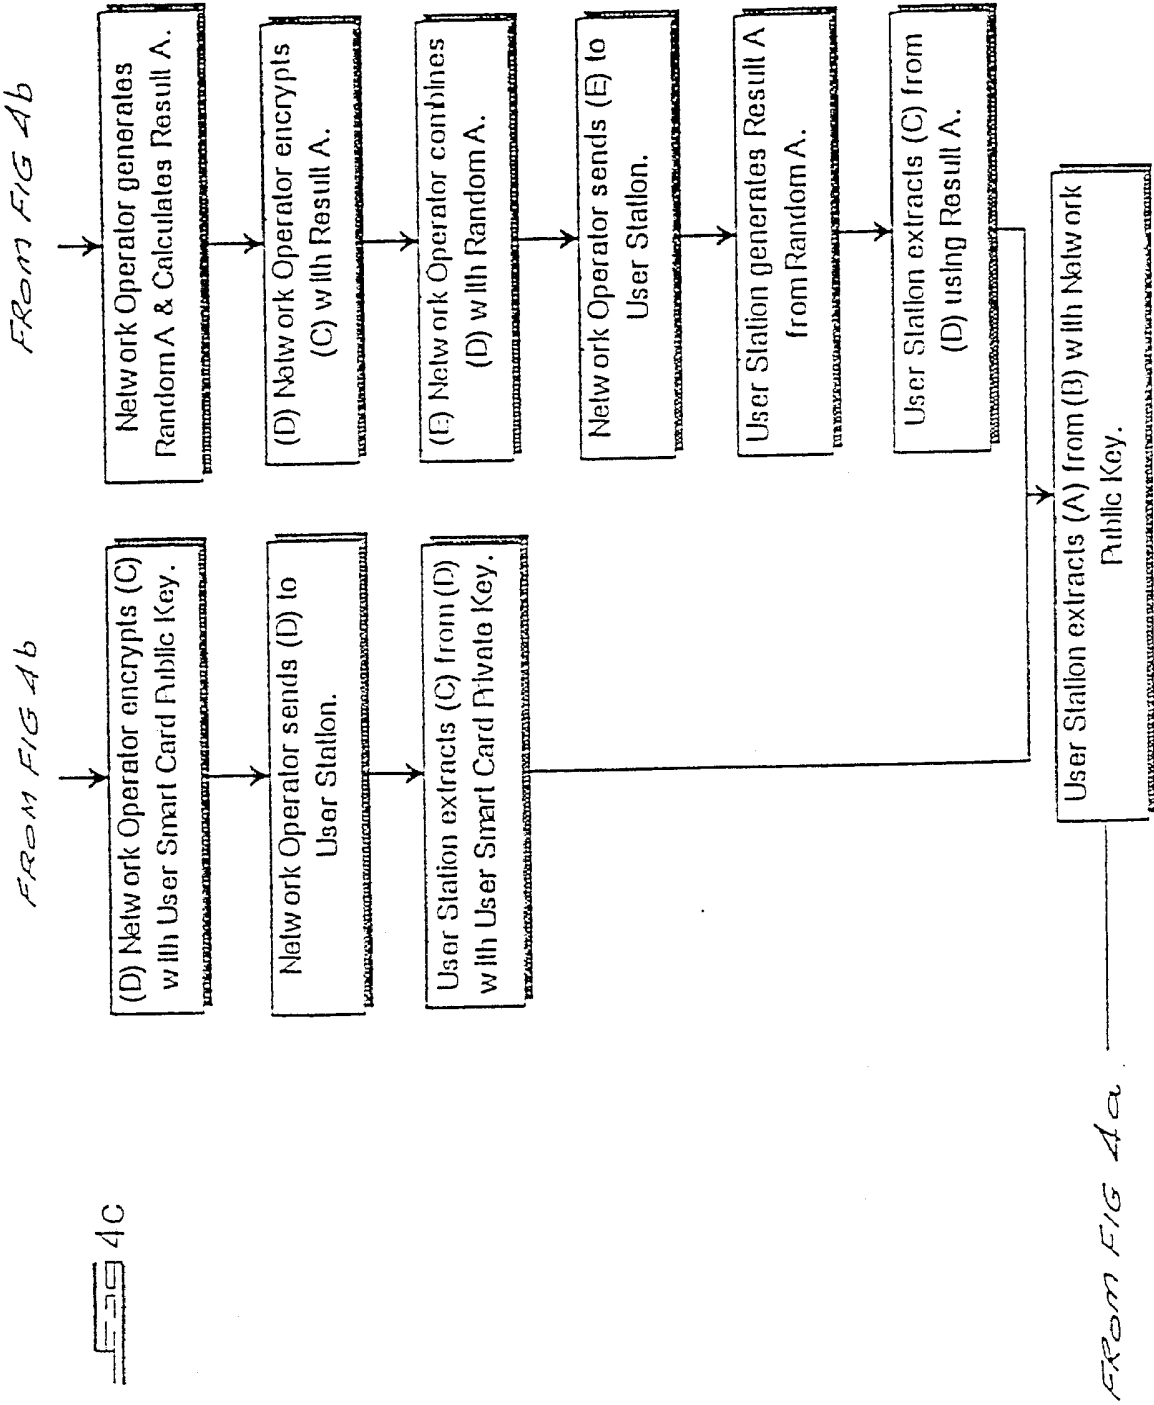 FROM FIG 4b
Network Operator generates
Random A & Calculates Result A.
(D) Network Operator encrypts
(C) with Result A.
(E) Network Operator combines
(D) with Random A.
Network Operator sends (E) to
User Station.
User Station generates Result A
from Random A.
User Station extracts (C) from
(D) using Result A.
FROM FIG 4b
(D) Network Operator encrypts (C)
with User Smart Card Public Key.
Network Operator sends (D) to
User Station.
User Station extracts (C) from (D)
with User Smart Card Private Key.
User Station extracts (A) from (B) with Network
Public Key.
FROM FIG 4a
Fig 4C